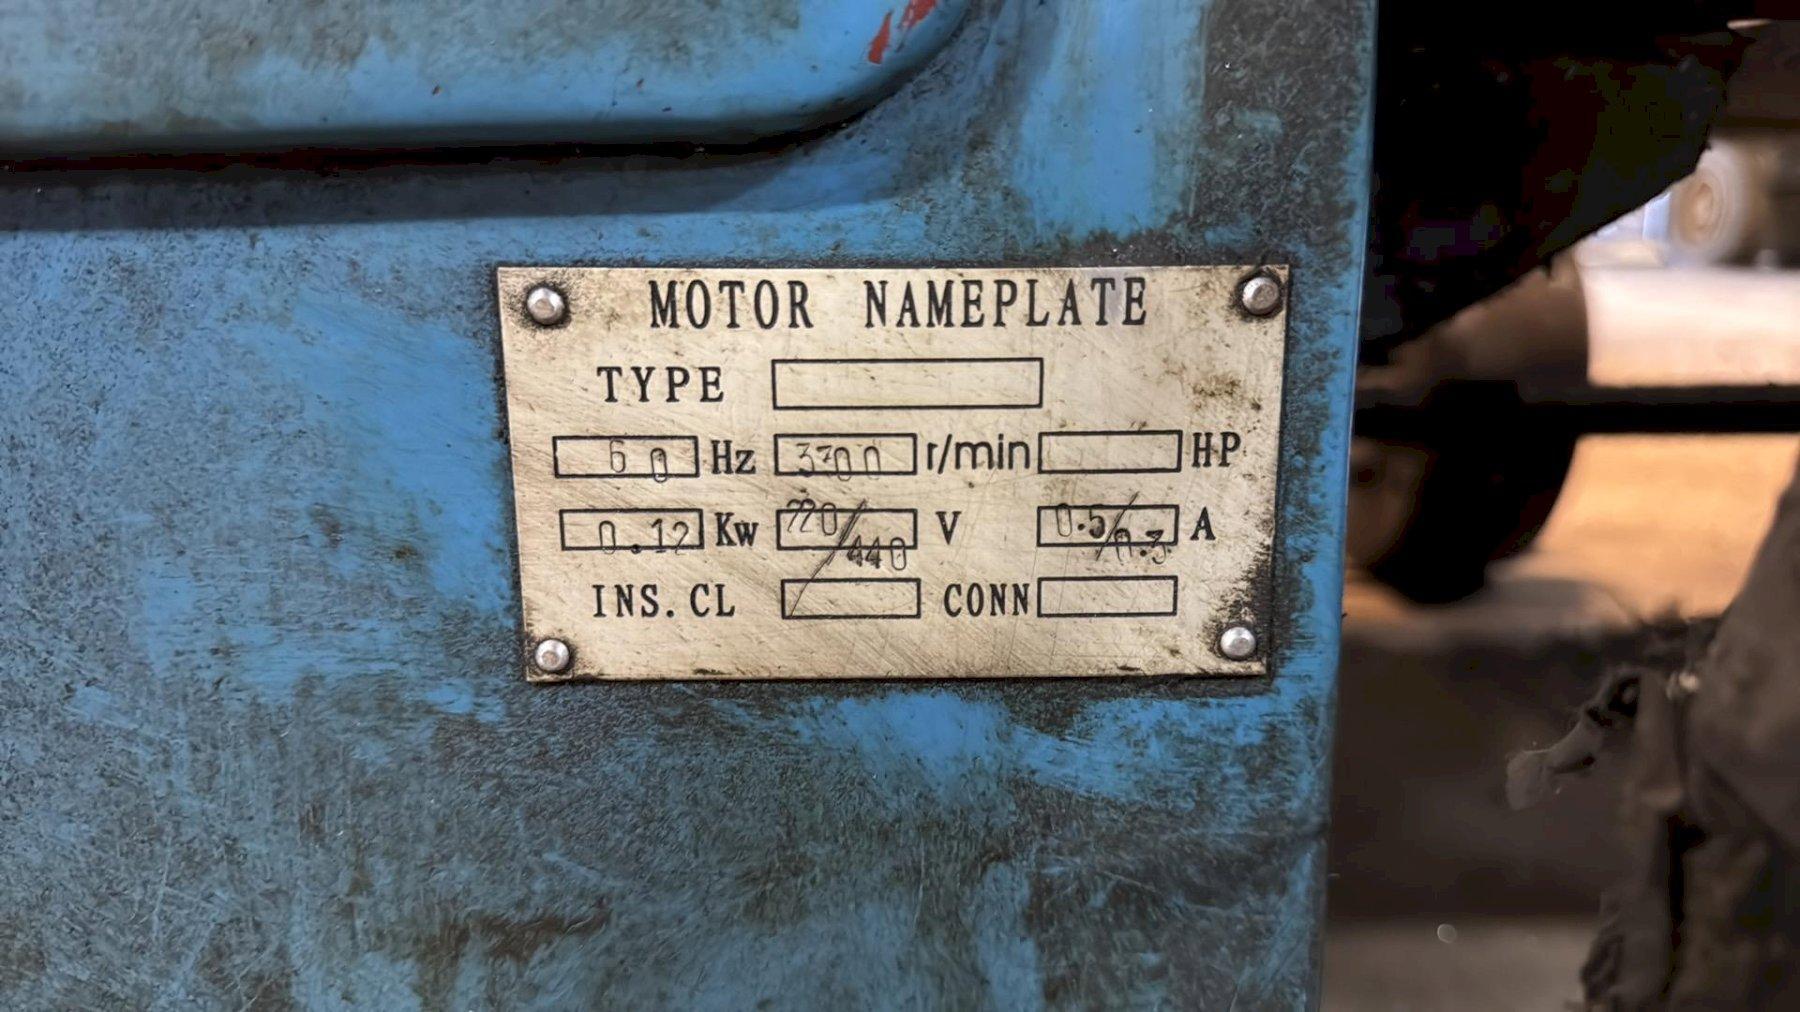 MOTOR NAMEPLATE
TYPE
60 Hz 3700 r/min HP
0.12 Kw 220/440 V 0.5/0.3 A
INS. CL CONN